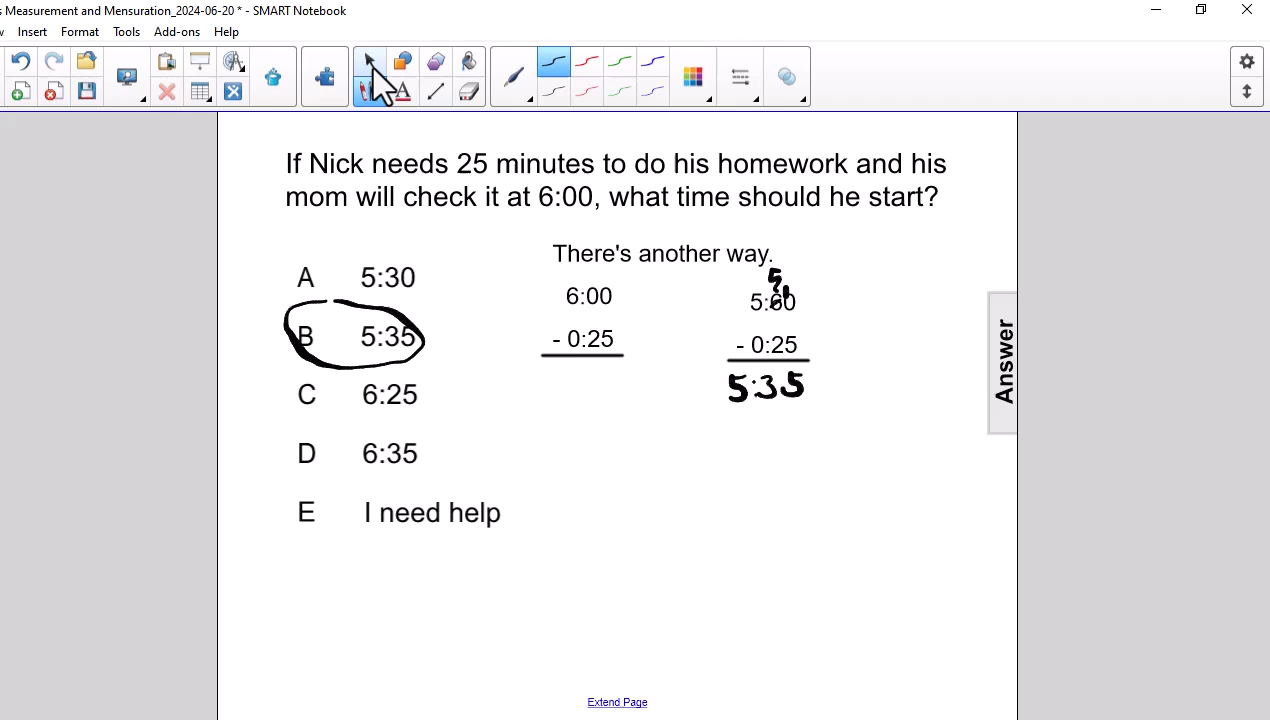 s Measurement and Mensuration_2024-06-20 * - SMART Notebook
w Insert Format Tools Add-ons Help
If Nick needs 25 minutes to do his homework and his
mom will check it at 6:00, what time should he start?
There's another way.
A 5:30
B 5:35
C 6:25
D 6:35
E I need help
6:00
- 0:25
5 1
5:60
- 0:25
5:35
Answer
Extend Page